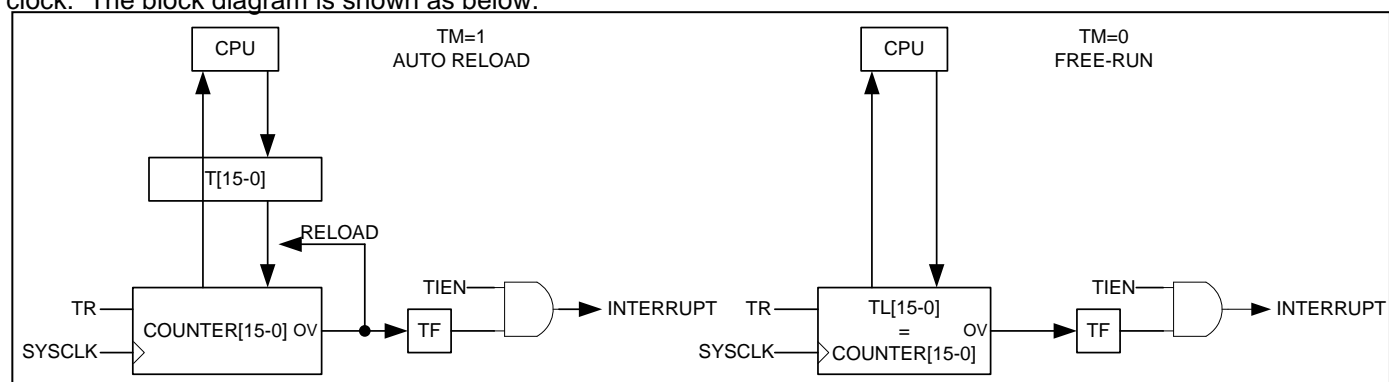 clock. The block diagram is shown as below.
CPU
TM=1
AUTO RELOAD
T[15-0]
RELOAD
TR
SYSCLK
COUNTER[15-0] OV
TF
TIEN
INTERRUPT
CPU
TM=0
FREE-RUN
TR
SYSCLK
TL[15-0]
=
COUNTER[15-0]
OV
TF
TIEN
INTERRUPT